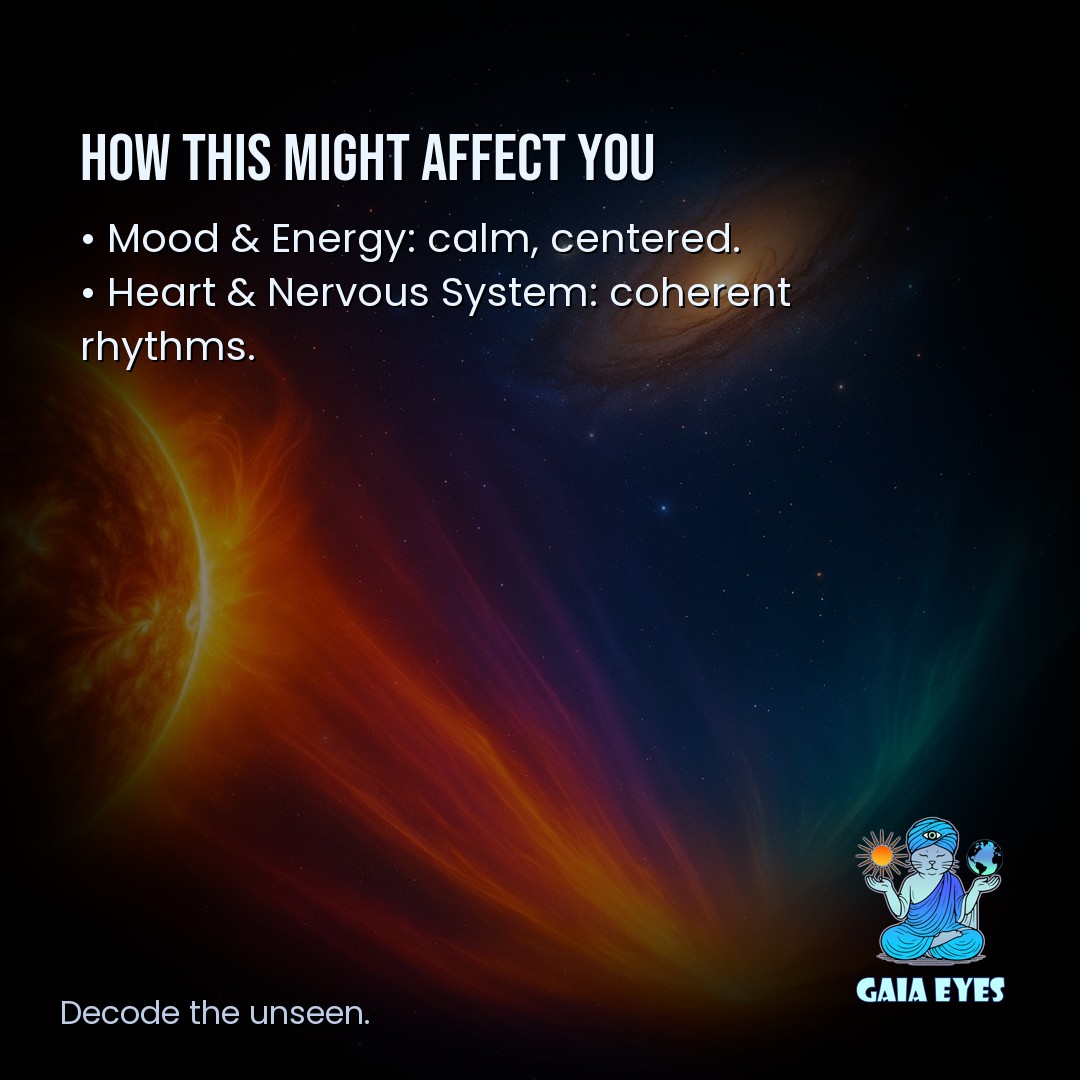 HOW THIS MIGHT AFFECT YOU
• Mood & Energy: calm, centered.
• Heart & Nervous System: coherent
rhythms.
GAIA EYES
Decode the unseen.